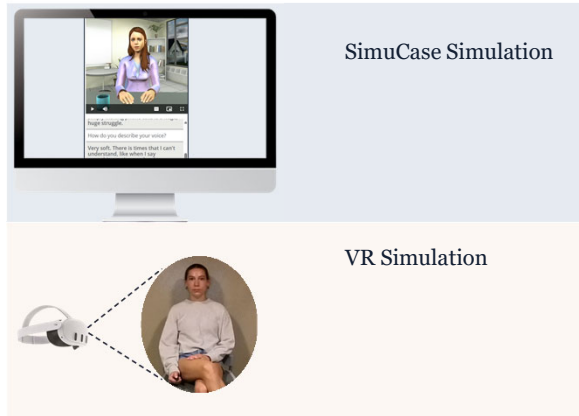 SimuCase Simulation
huge struggle.
How do you describe your voice?
Very soft. There is times that I can't
understand, like when I say
VR Simulation